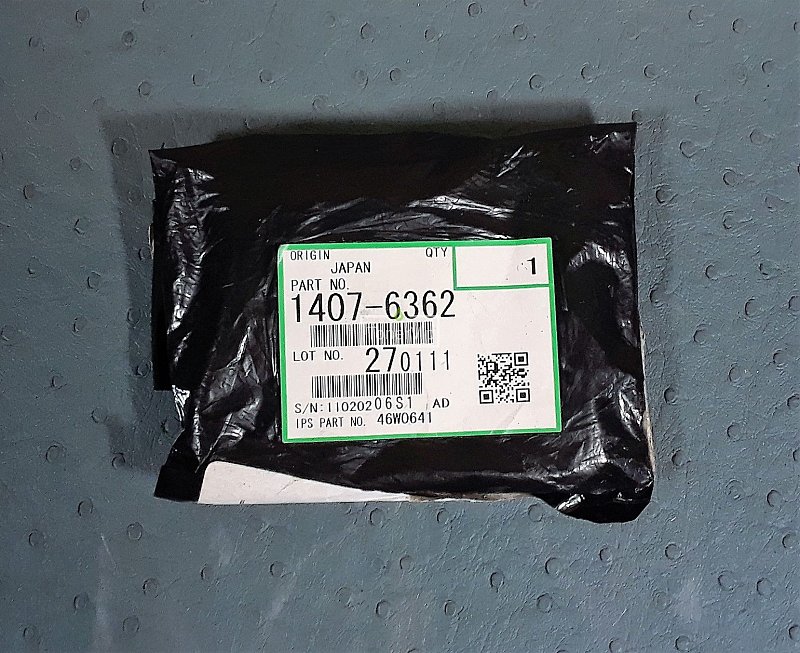 ORIGIN QTY
JAPAN 1
PART NO.
1407-6362
LOT NO. 270111
S/N:11020206S1 AD
IPS PART NO. 46W0641